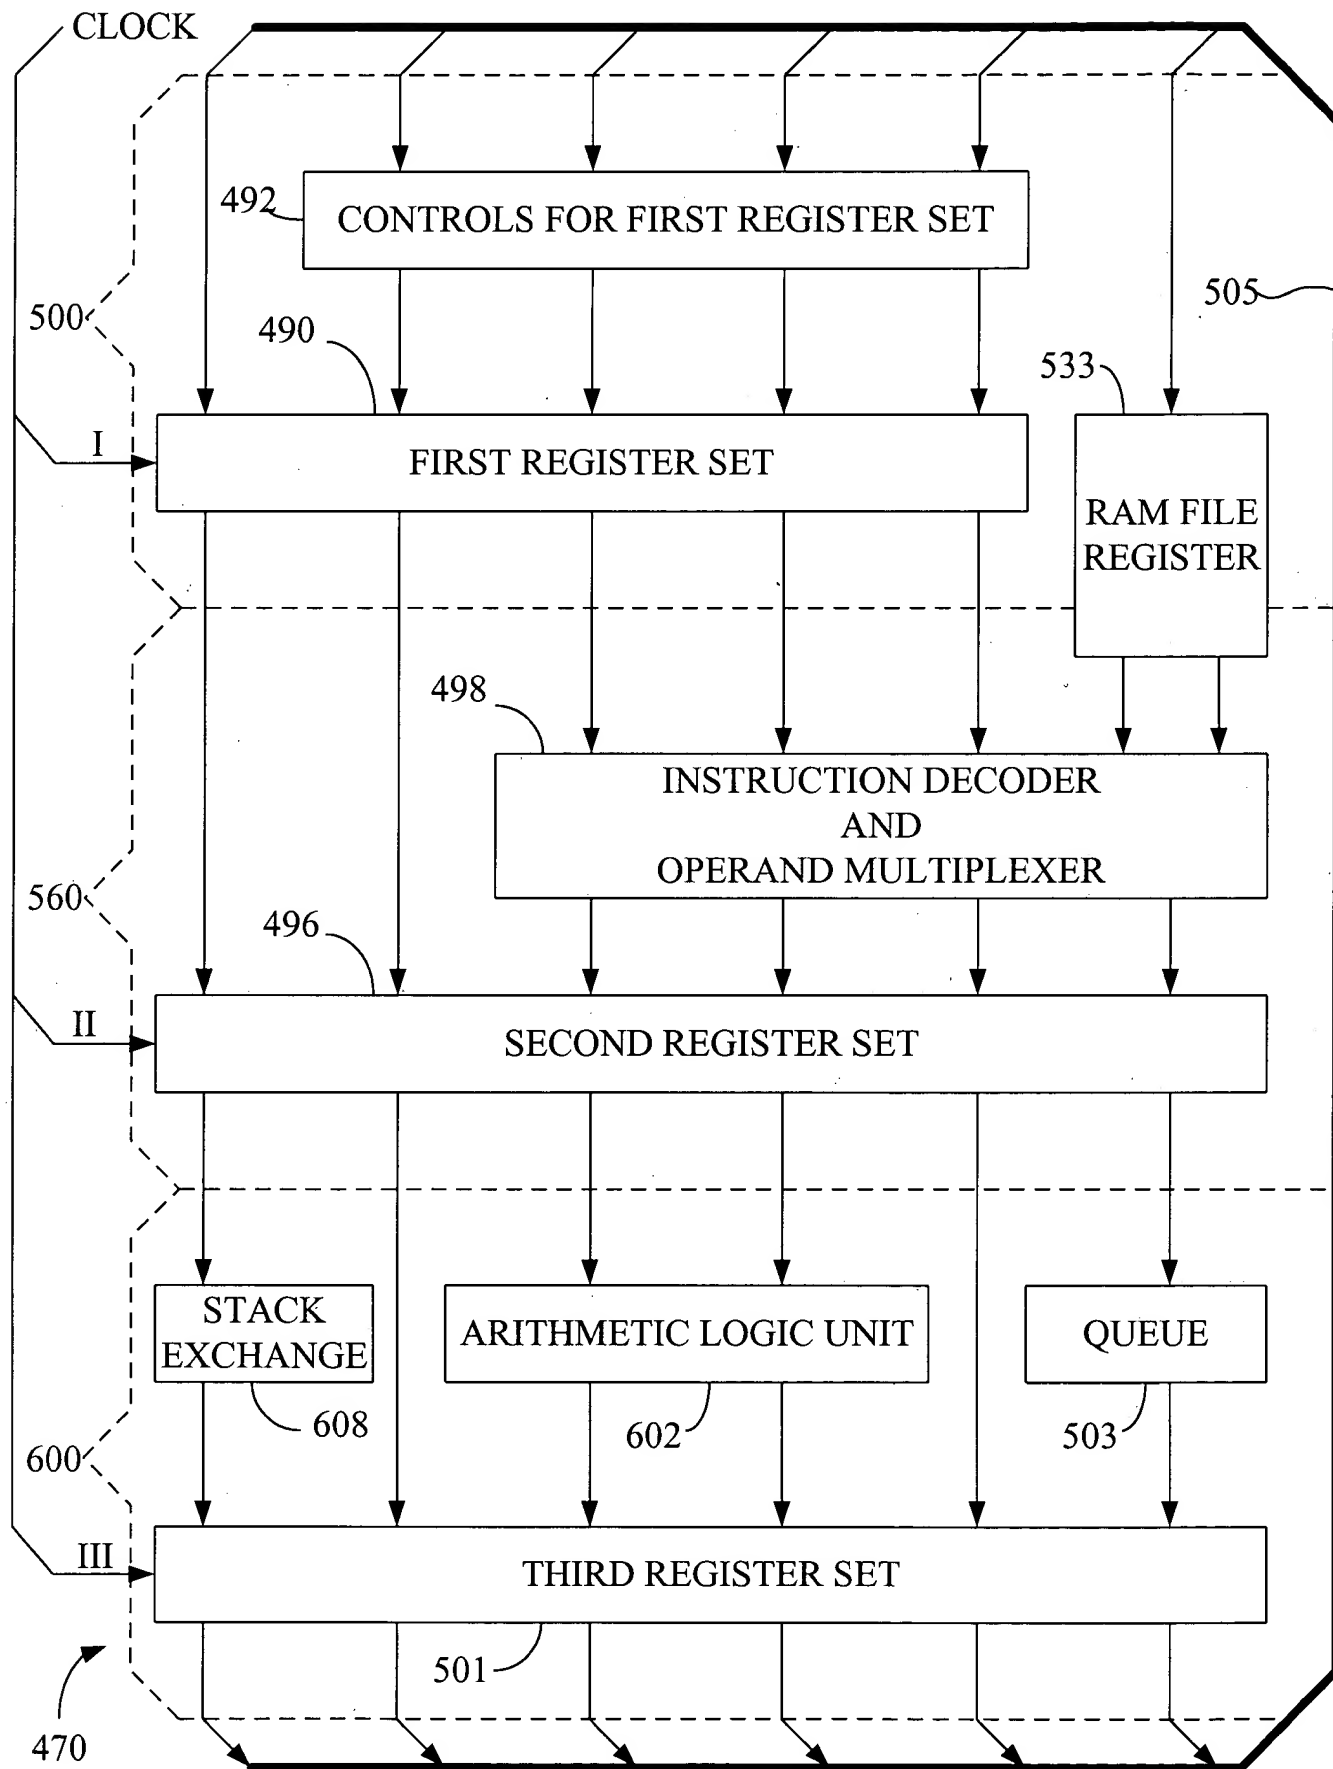 CLOCK
492
CONTROLS FOR FIRST REGISTER SET
505
500
490
533
I
FIRST REGISTER SET
RAM FILE
REGISTER
498
INSTRUCTION DECODER
AND
OPERAND MULTIPLEXER
560
496
II
SECOND REGISTER SET
STACK
EXCHANGE
ARITHMETIC LOGIC UNIT
QUEUE
608
602
503
600
III
THIRD REGISTER SET
501
470